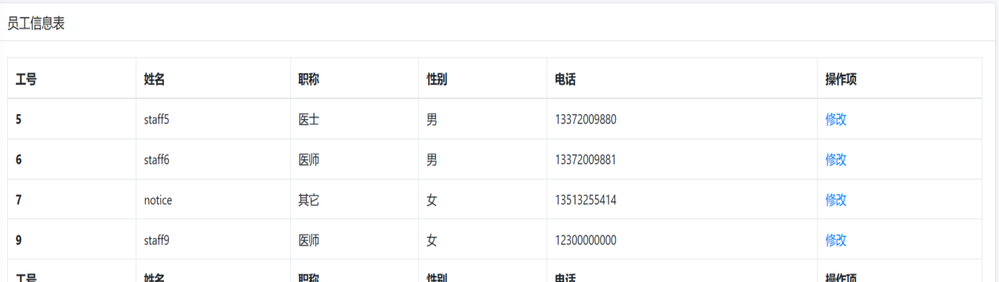 员工信息表
工号 姓名 职称 性别 电话 操作项
5 staff5 医士 男 13372009880 修改
6 staff6 医师 男 13372009881 修改
7 notice 其它 女 13513255414 修改
9 staff9 医师 女 12300000000 修改
工号 姓名 职称 性别 电话 操作项